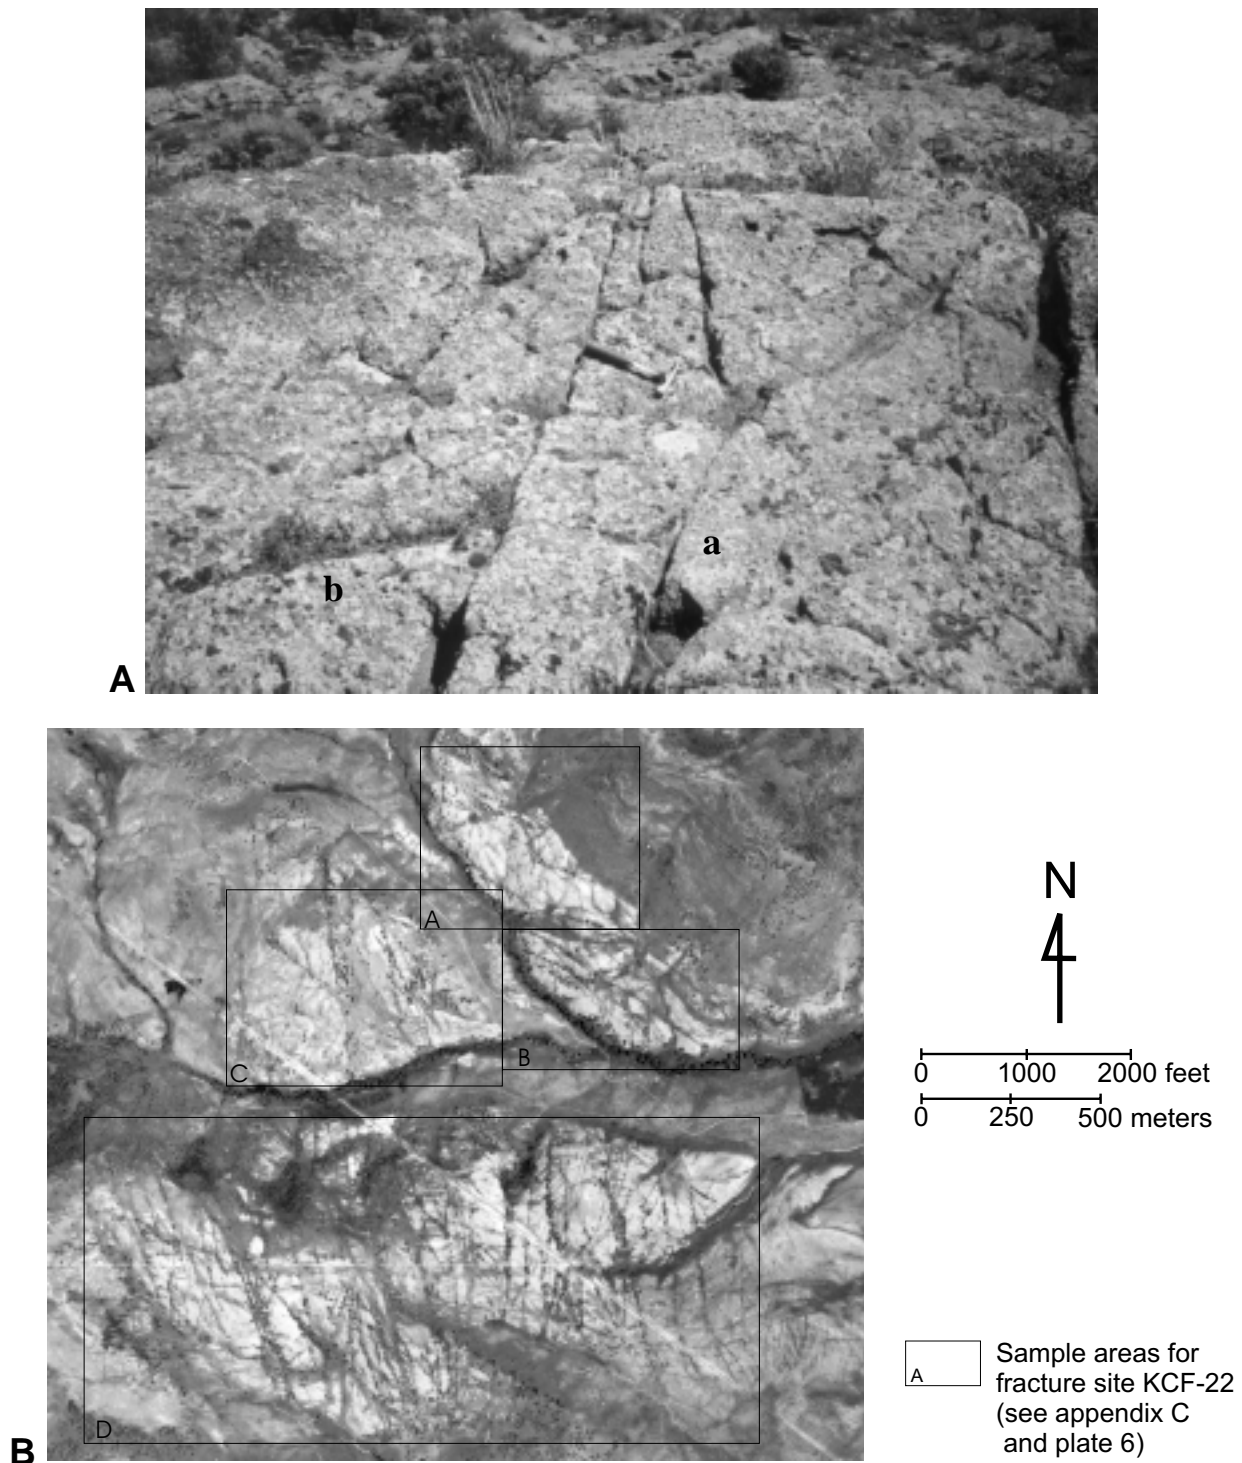 a
b
A
A
B
C
D
B
N
0 1000 2000 feet
0 250 500 meters
A
Sample areas for
fracture site KCF-22
(see appendix C
and plate 6)